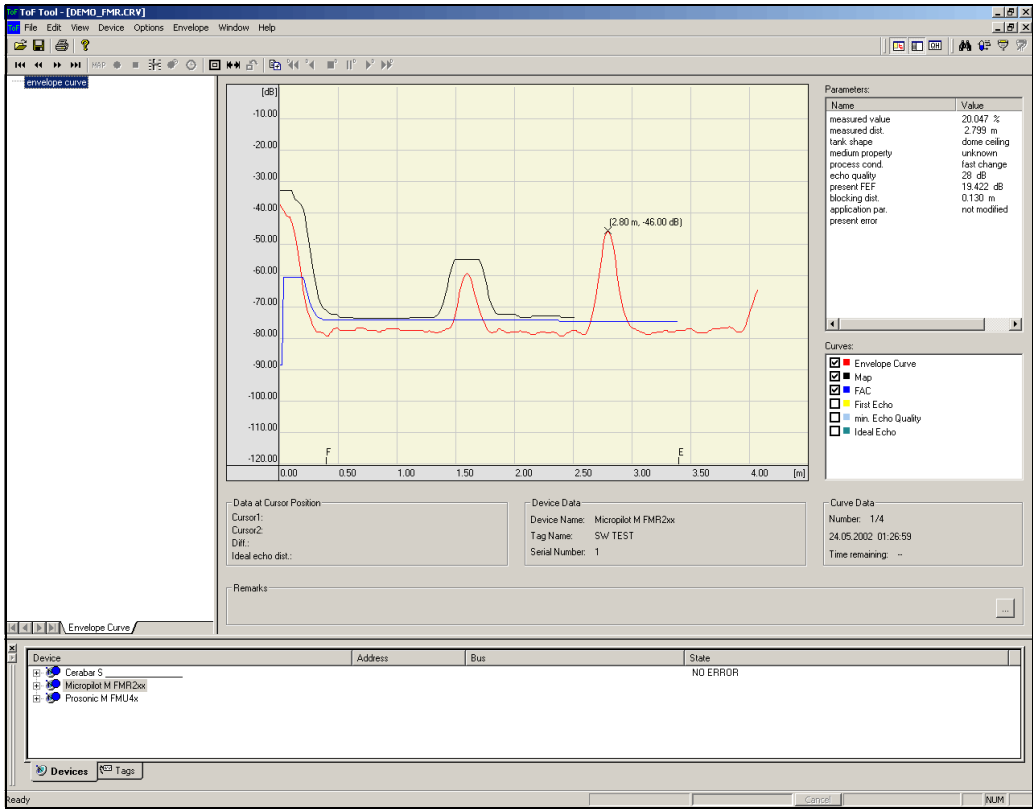 ToF ToF Tool - [DEMO_FMR.CRV]
ToF File Edit View Device Options Envelope Window Help
MAP
envelope curve
[dB]
-10.00
-20.00
-30.00
-40.00
-50.00
-60.00
-70.00
-80.00
-90.00
-100.00
-110.00
-120.00
(2.80 m, -46.00 dB)
F
E
0.00 0.50 1.00 1.50 2.00 2.50 3.00 3.50 4.00 [m]
Parameters:
Name Value
measured value 20.047 %
measured dist. 2.799 m
tank shape dome ceiling
medium property unknown
process cond. fast change
echo quality 28 dB
present FEF 19.422 dB
blocking dist. 0.130 m
application par. not modified
present error
Curves:
Envelope Curve
Map
FAC
First Echo
min. Echo Quality
Ideal Echo
Data at Cursor Position
Cursor1:
Cursor2:
Diff.:
Ideal echo dist.:
Device Data
Device Name: Micropilot M FMR2xx
Tag Name: SW TEST
Serial Number: 1
Curve Data
Number: 1/4
24.05.2002 01:26:59
Time remaining: --
Remarks
...
Envelope Curve
Device Address Bus State
Cerabar S _______________ NO ERROR
Micropilot M FMR2xx
Prosonic M FMU4x
Devices Tags
Ready Cancel NUM